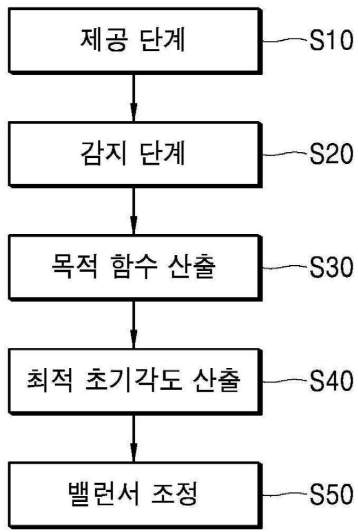 제공 단계 S10
감지 단계 S20
목적 함수 산출 S30
최적 초기각도 산출 S40
밸런서 조정 S50